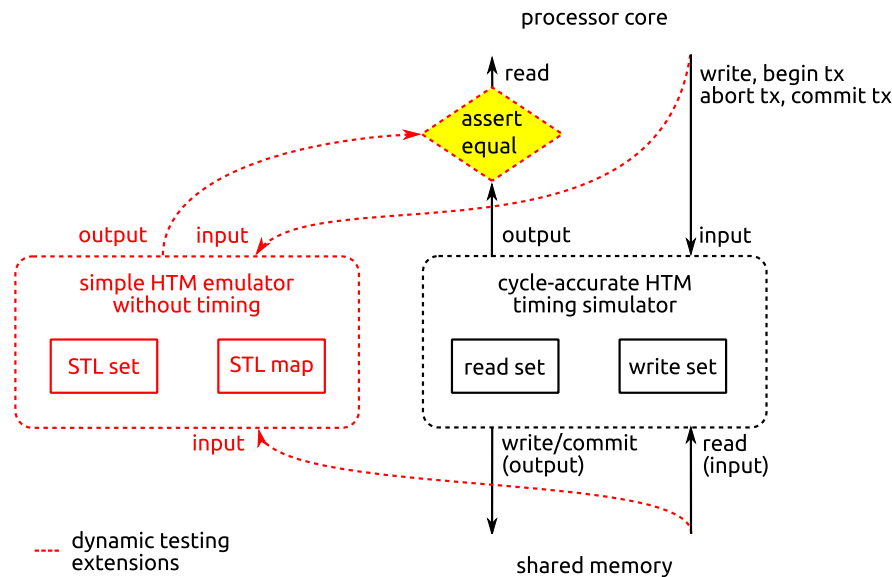 processor core
read
write, begin tx
abort tx, commit tx
assert
equal
output
input
output
input
simple HTM emulator
without timing
cycle-accurate HTM
timing simulator
STL set
STL map
read set
write set
input
write/commit
(output)
read
(input)
dynamic testing
extensions
shared memory